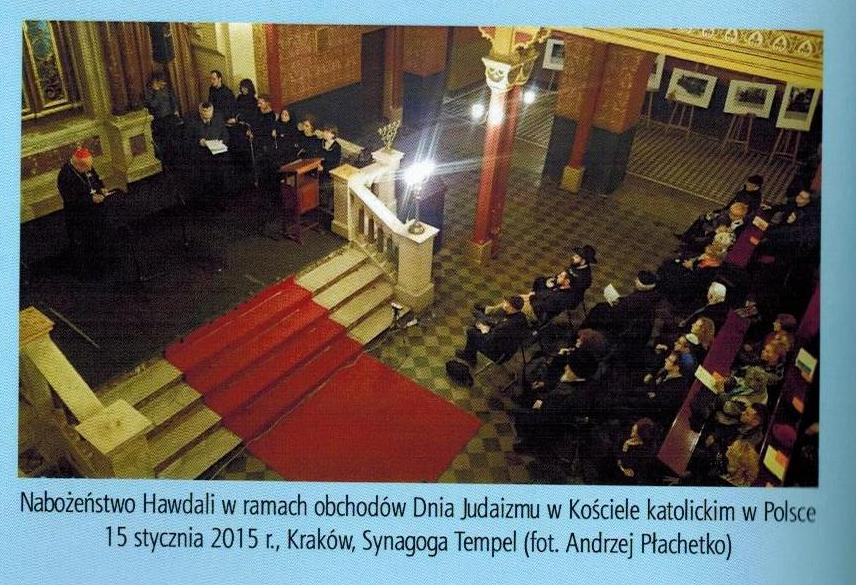 Nabożeństwo Hawdali w ramach obchodów Dnia Judaizmu w Kościele katolickim w Polsce
15 stycznia 2015 r., Kraków, Synagoga Tempel (fot. Andrzej Płachetko)